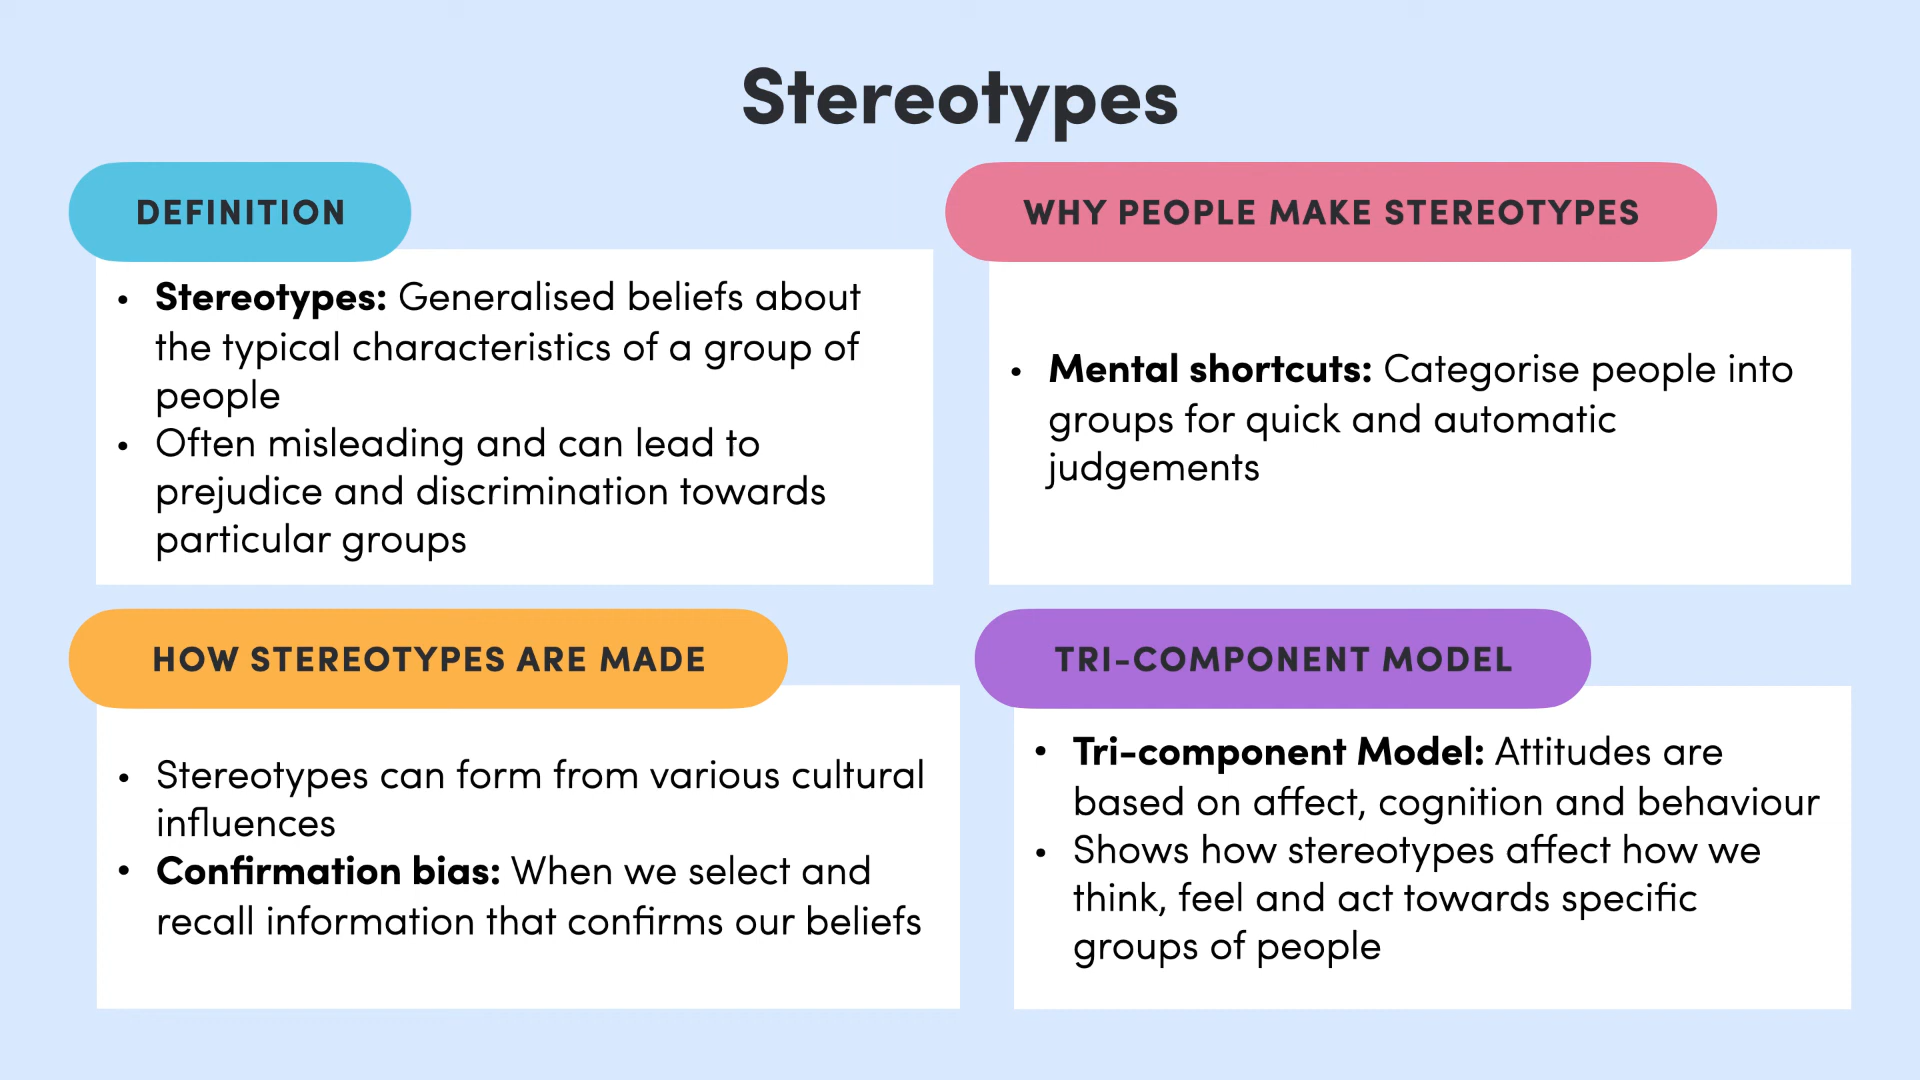 Stereotypes
DEFINITION
• Stereotypes: Generalised beliefs about
the typical characteristics of a group of
people
• Often misleading and can lead to
prejudice and discrimination towards
particular groups
WHY PEOPLE MAKE STEREOTYPES
• Mental shortcuts: Categorise people into
groups for quick and automatic
judgements
HOW STEREOTYPES ARE MADE
• Stereotypes can form from various cultural
influences
• Confirmation bias: When we select and
recall information that confirms our beliefs
TRI-COMPONENT MODEL
• Tri-component Model: Attitudes are
based on affect, cognition and behaviour
• Shows how stereotypes affect how we
think, feel and act towards specific
groups of people